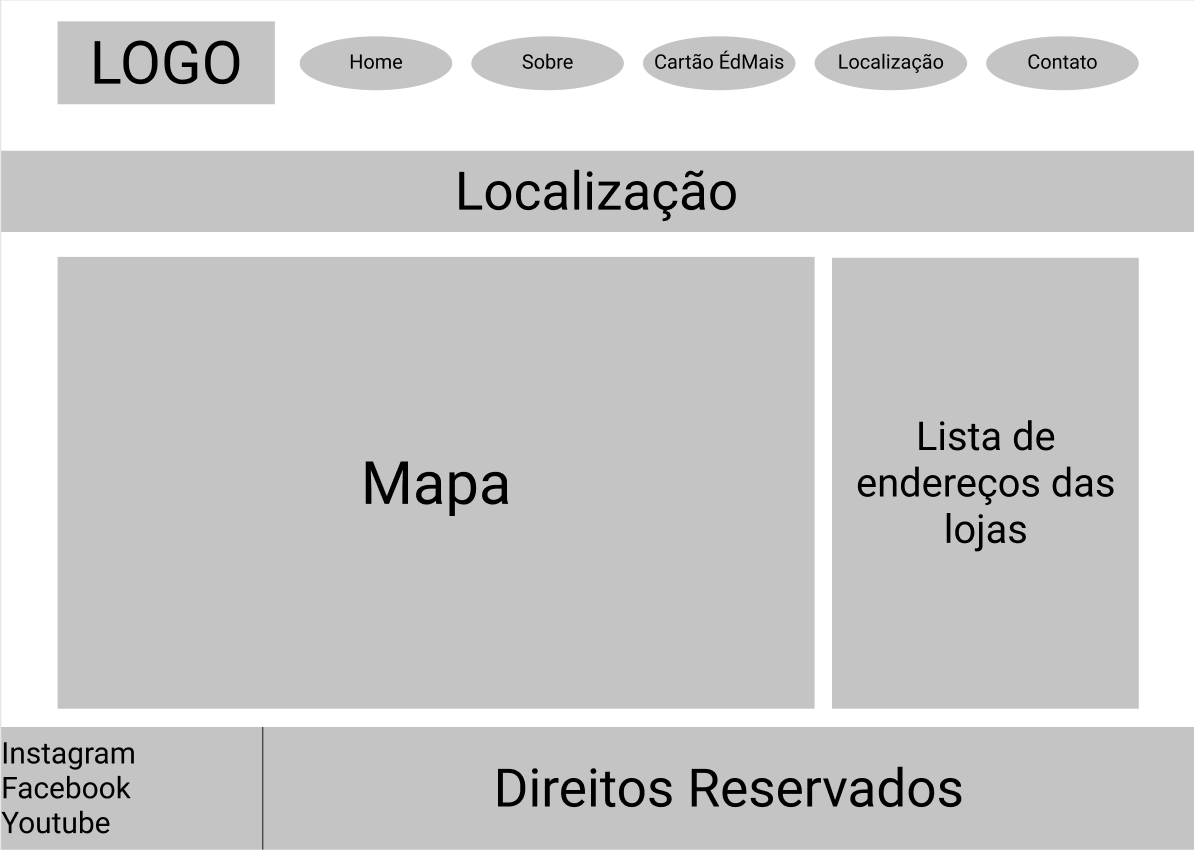 LOGO
Home
Sobre
Cartão ÉdMais
Localização
Contato
Localização
Mapa
Lista de
endereços das
lojas
Instagram
Facebook
Youtube
Direitos Reservados